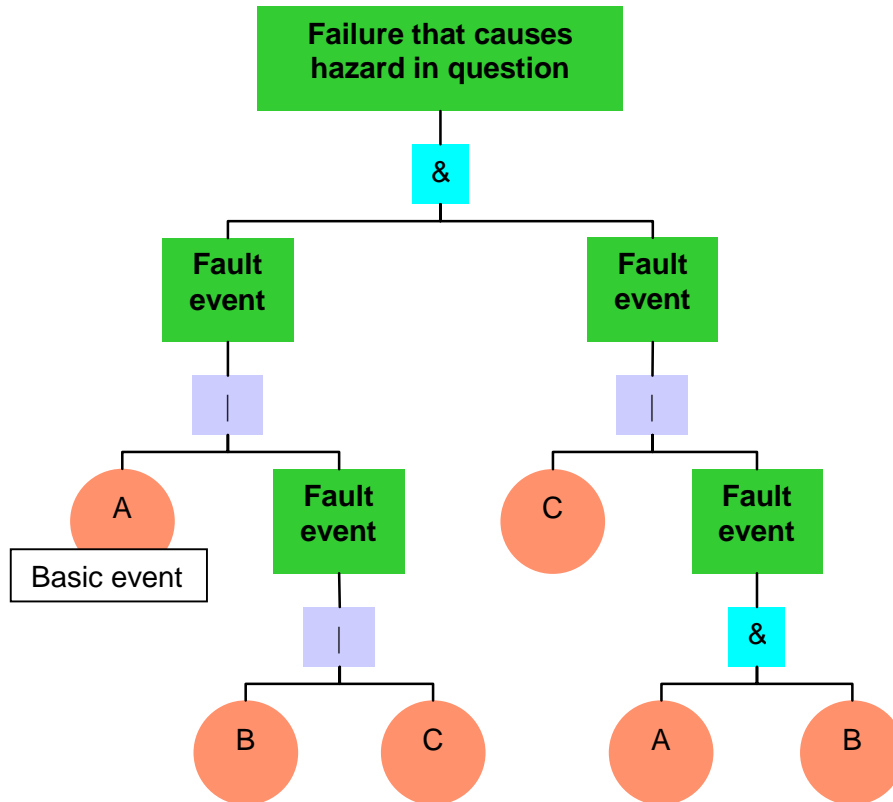 Failure that causes
hazard in question
&
Fault
event
Fault
event
|
|
A
Fault
event
C
Fault
event
Basic event
|
&
B
C
A
B